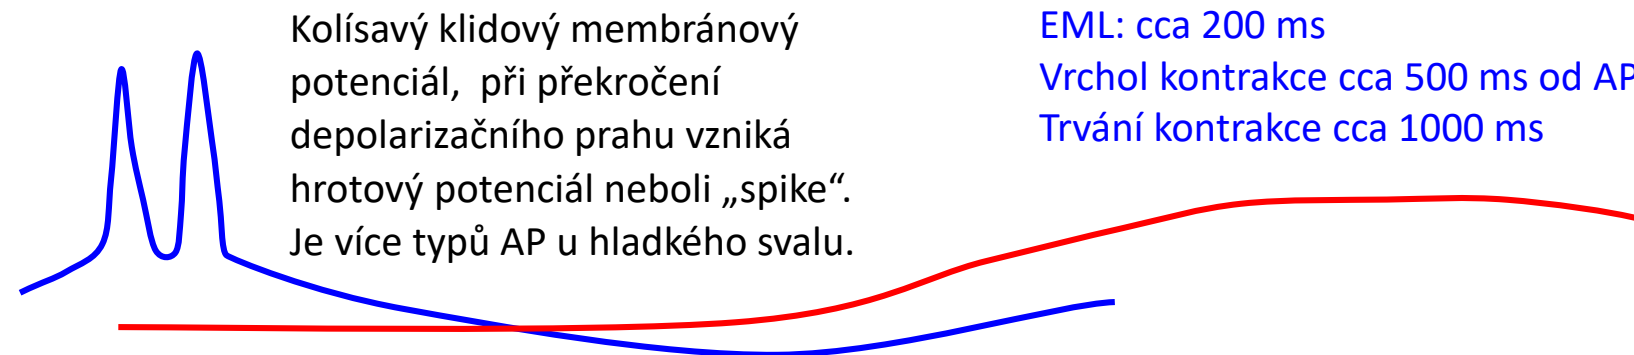 Kolísavý klidový membránový
potenciál, při překročení
depolarizačního prahu vzniká
hrotový potenciál neboli „spike“.
Je více typů AP u hladkého svalu.
EML: cca 200 ms
Vrchol kontrakce cca 500 ms od AP
Trvání kontrakce cca 1000 ms